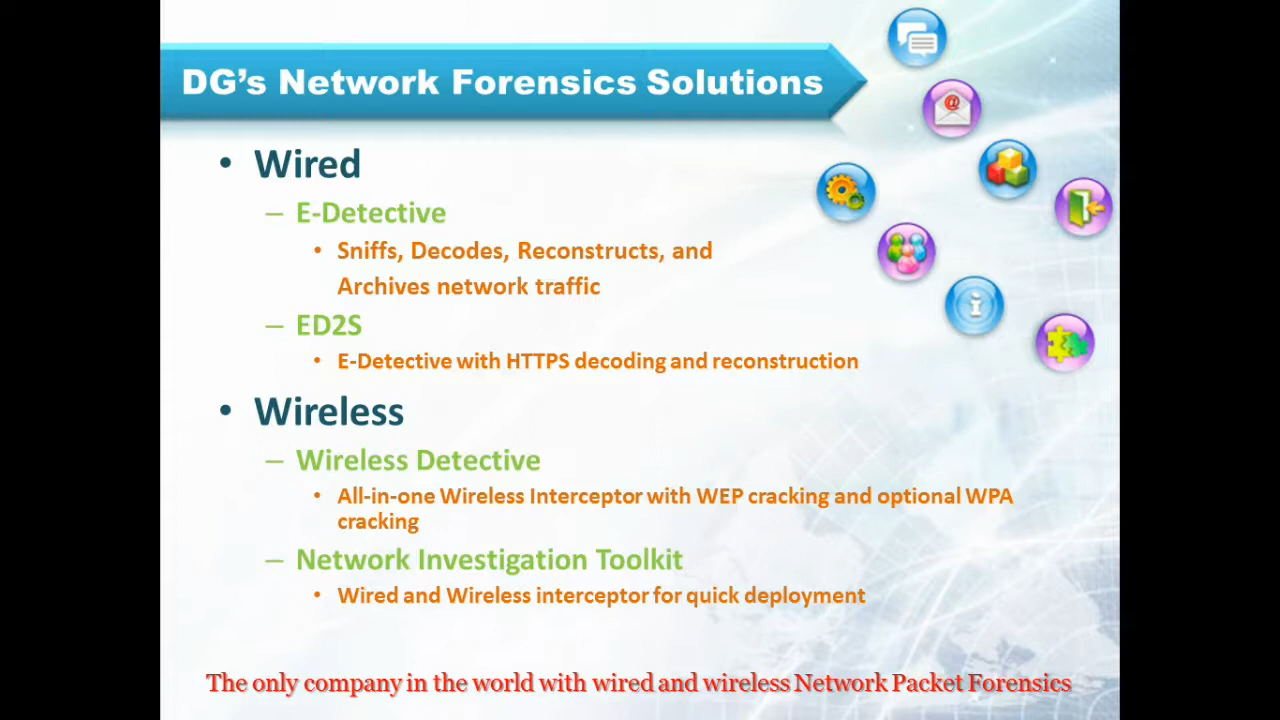 DG's Network Forensics Solutions
• Wired
– E-Detective
• Sniffs, Decodes, Reconstructs, and
Archives network traffic
– ED2S
• E-Detective with HTTPS decoding and reconstruction
• Wireless
– Wireless Detective
• All-in-one Wireless Interceptor with WEP cracking and optional WPA
cracking
– Network Investigation Toolkit
• Wired and Wireless interceptor for quick deployment
The only company in the world with wired and wireless Network Packet Forensics